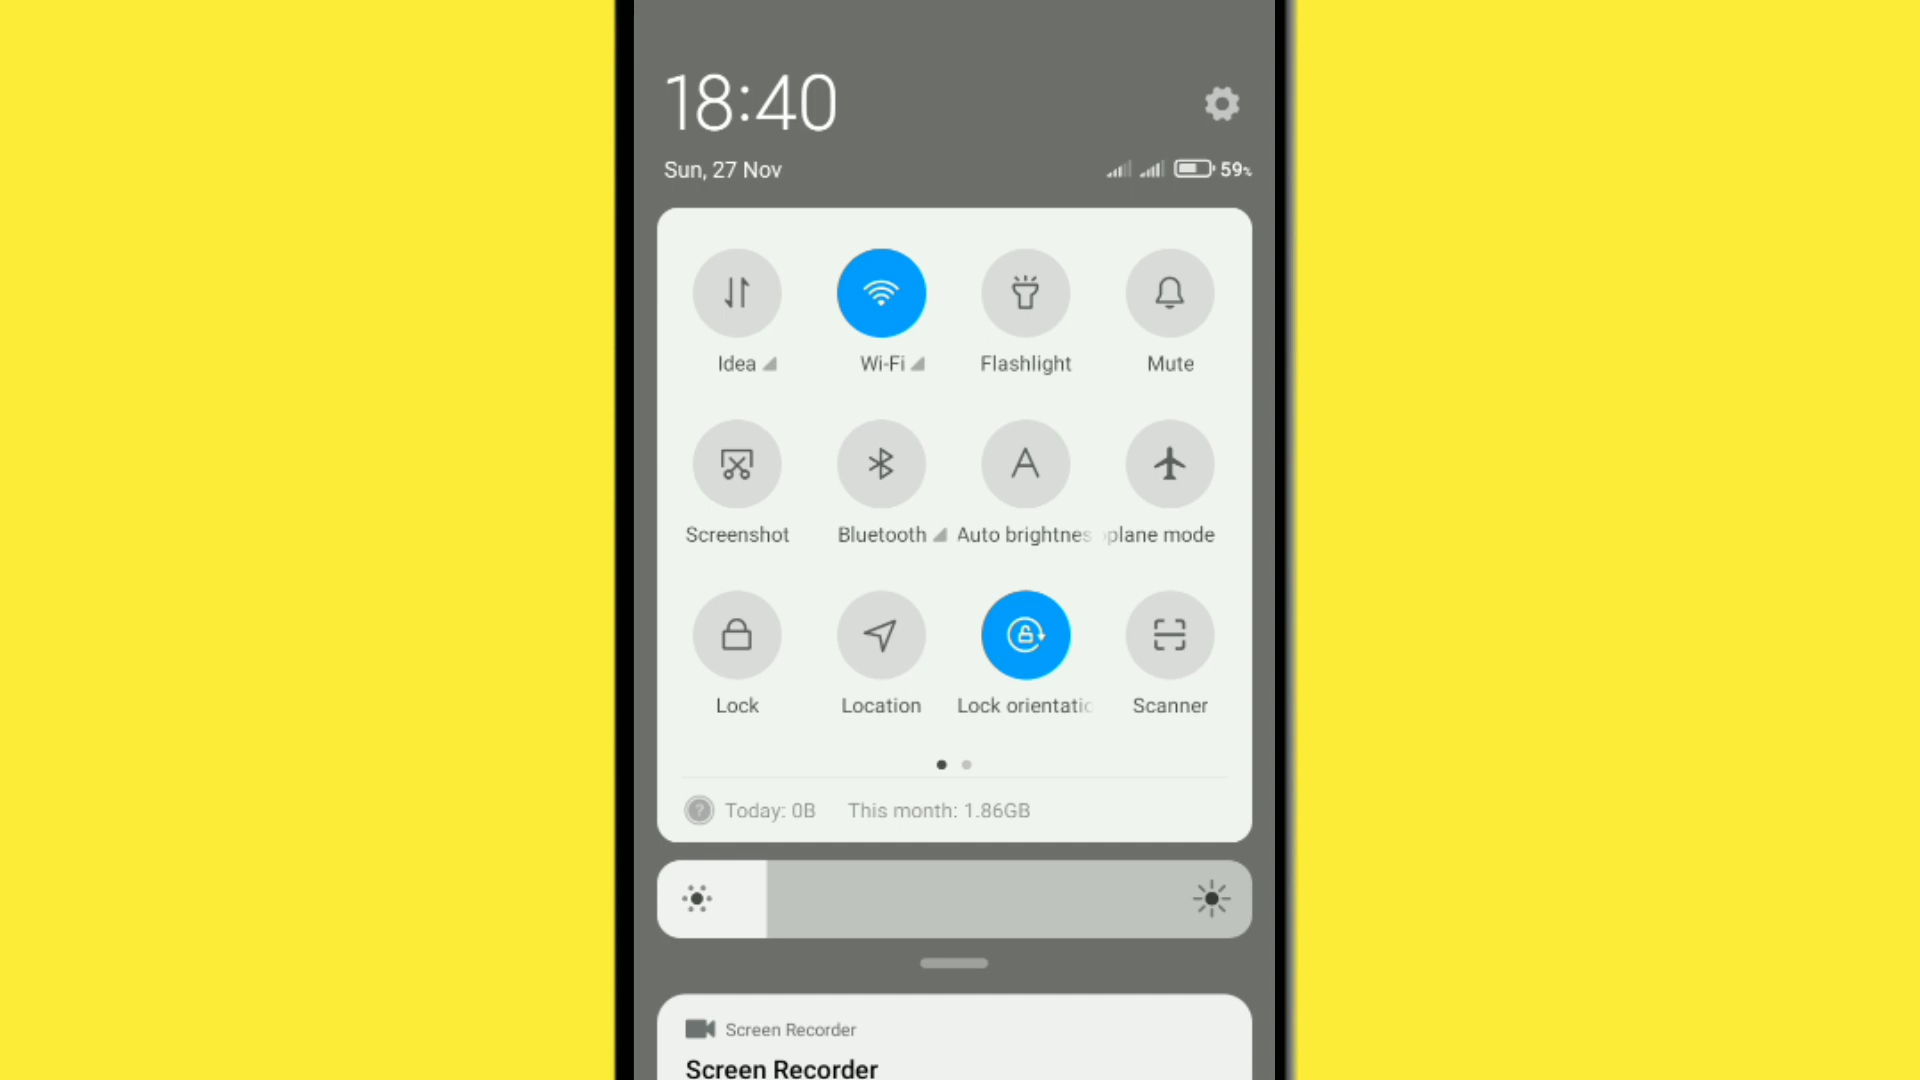 18:40
Sun, 27 Nov
59%
Idea
Wi-Fi
Flashlight
Mute
Screenshot
Bluetooth
Auto brightnes
plane mode
Lock
Location
Lock orientatic
Scanner
Today: 0B This month: 1.86GB
Screen Recorder
Screen Recorder